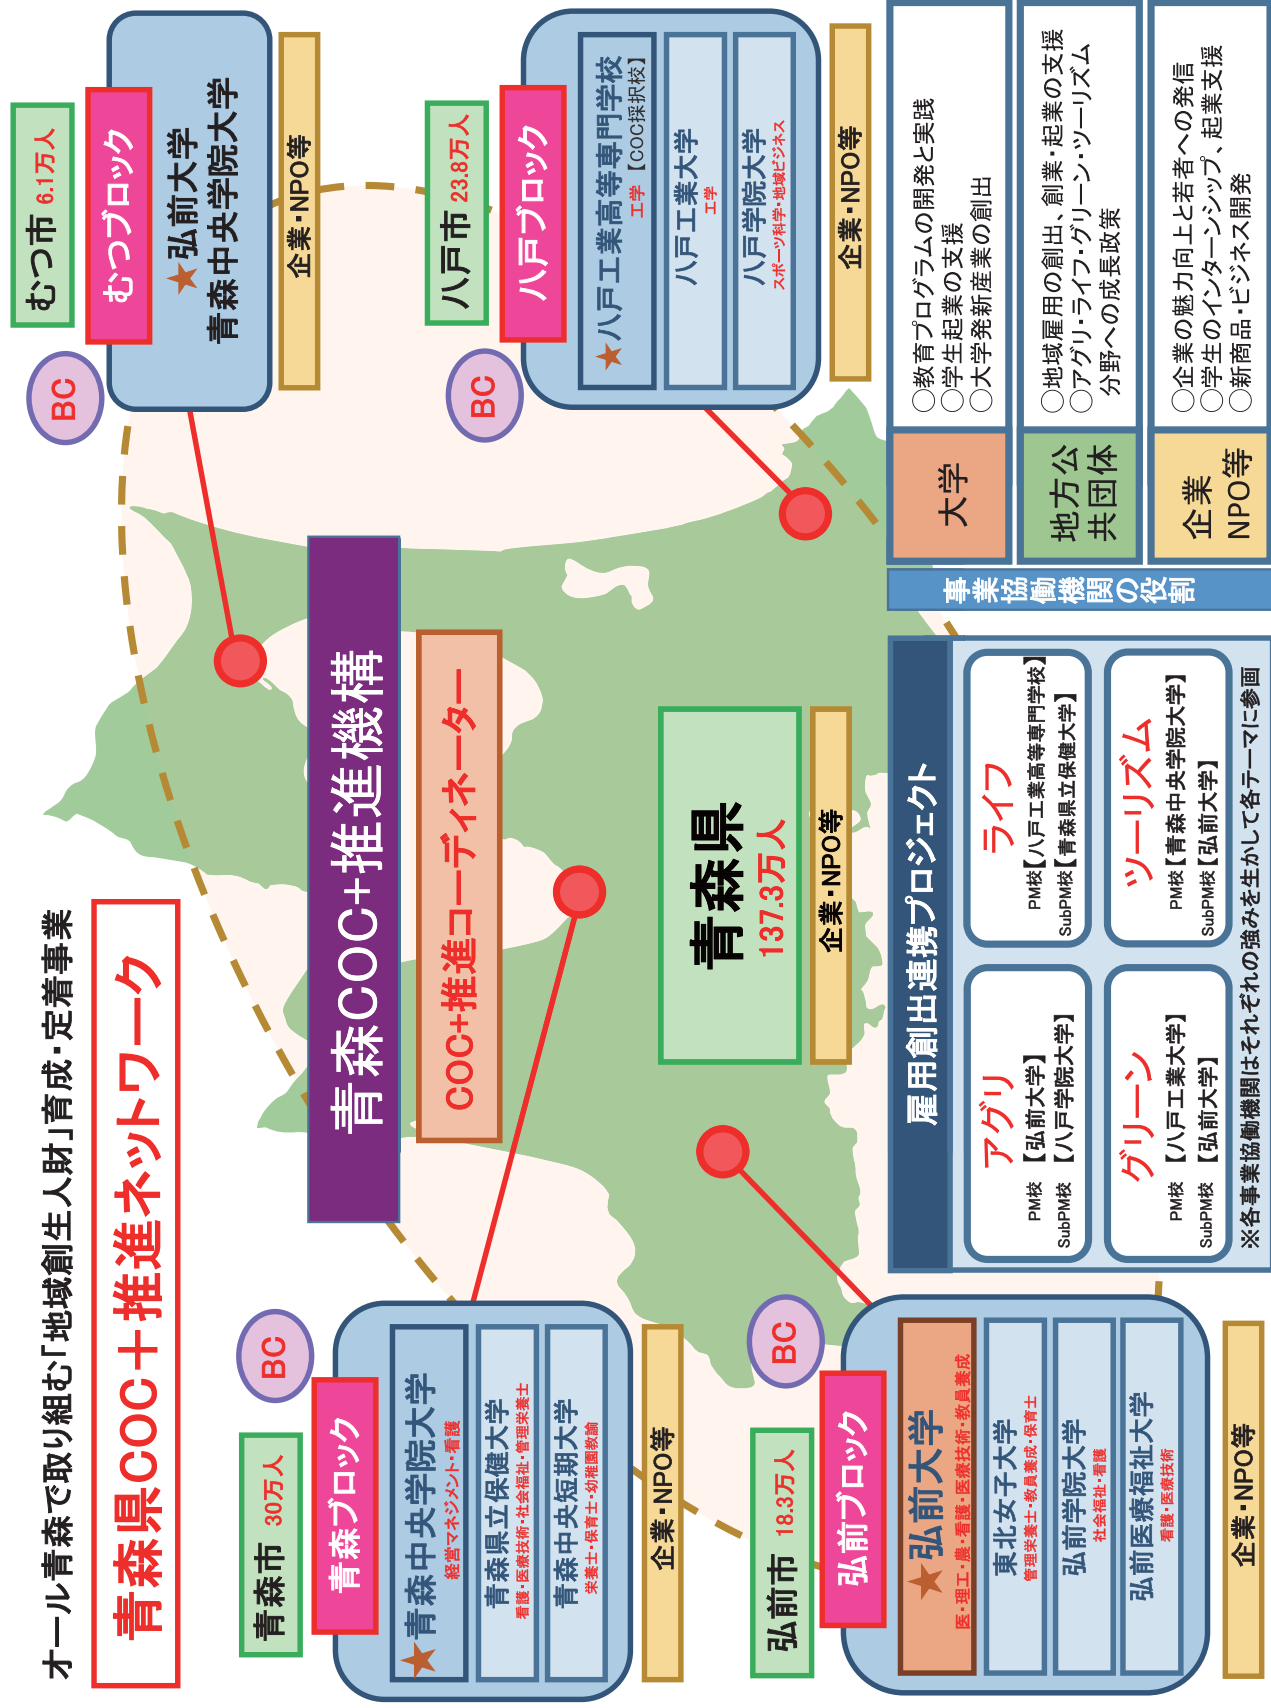 オール青森で取り組む「地域創生人財」育成・定着事業
青森県COC＋推進ネットワーク
青森COC+推進機構
COC+推進コーディネーター
青森県
137.3万人
企業・NPO等
青森市 30万人
BC
青森ブロック
★青森中央学院大学
経営マネジメント・看護
青森県立保健大学
看護・医療技術・社会福祉・管理栄養士
青森中央短期大学
栄養士・保育士・幼稚園教諭
企業・NPO等
むつ市 6.1万人
BC
むつブロック
★弘前大学
青森中央学院大学
企業・NPO等
八戸市 23.8万人
BC
八戸ブロック
★八戸工業高等専門学校
工学 【COC採択校】
八戸工業大学
工学
八戸学院大学
スポーツ科学・地域ビジネス
企業・NPO等
弘前市 18.3万人
BC
弘前ブロック
★弘前大学
医・理工・農・看護・医療技術・教員養成
東北女子大学
管理栄養士・教員養成・保育士
弘前学院大学
社会福祉・看護
弘前医療福祉大学
看護・医療技術
企業・NPO等
雇用創出連携プロジェクト
アグリ
PM校 【弘前大学】
SubPM校 【八戸学院大学】
ライフ
PM校【八戸工業高等専門学校】
SubPM校【青森県立保健大学】
グリーン
PM校 【八戸工業大学】
SubPM校 【弘前大学】
ツーリズム
PM校【青森中央学院大学】
SubPM校【弘前大学】
※各事業協働機関はそれぞれの強みを生かして各テーマに参画
事業協働機関の役割
大学
○教育プログラムの開発と実践
○学生起業の支援
○大学発新産業の創出
地方公
共団体
○地域雇用の創出、創業・起業の支援
○アグリ・ライフ・グリーン・ツーリズム
分野への成長政策
企業
NPO等
○企業の魅力向上と若者への発信
○学生のインターンシップ、起業支援
○新商品・ビジネス開発